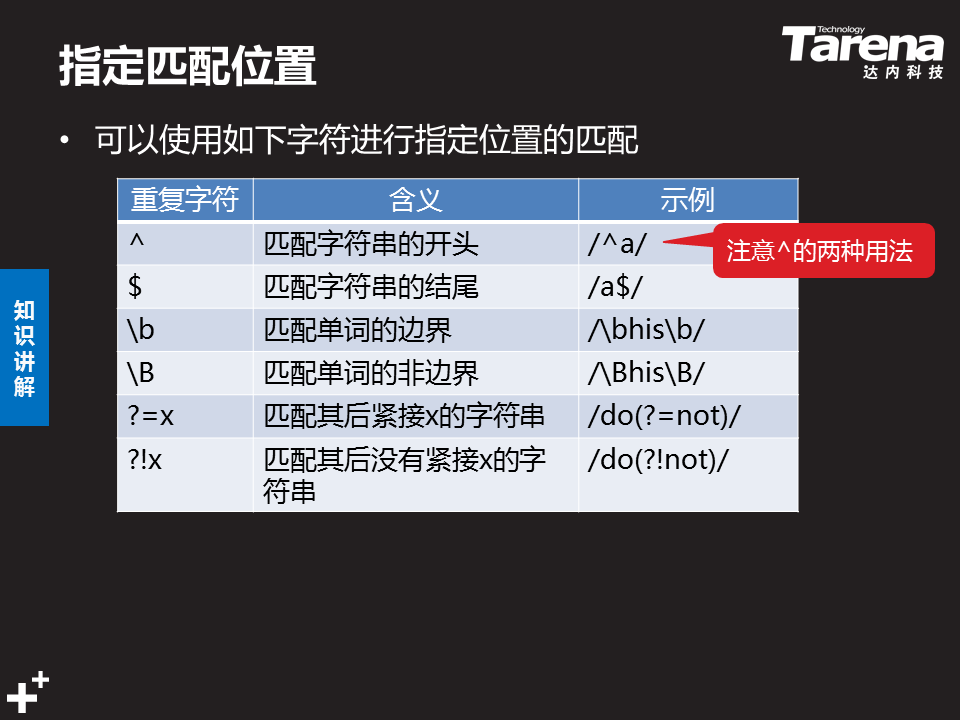 指定匹配位置
Technology
Tarena
达内科技
• 可以使用如下字符进行指定位置的匹配
重复字符 含义 示例
^ 匹配字符串的开头 /^a/
注意^的两种用法
$ 匹配字符串的结尾 /a$/
\b 匹配单词的边界 /\bhis\b/
\B 匹配单词的非边界 /\Bhis\B/
?=x 匹配其后紧接x的字符串 /do(?=not)/
?!x 匹配其后没有紧接x的字 /do(?!not)/
符串
知
识
讲
解